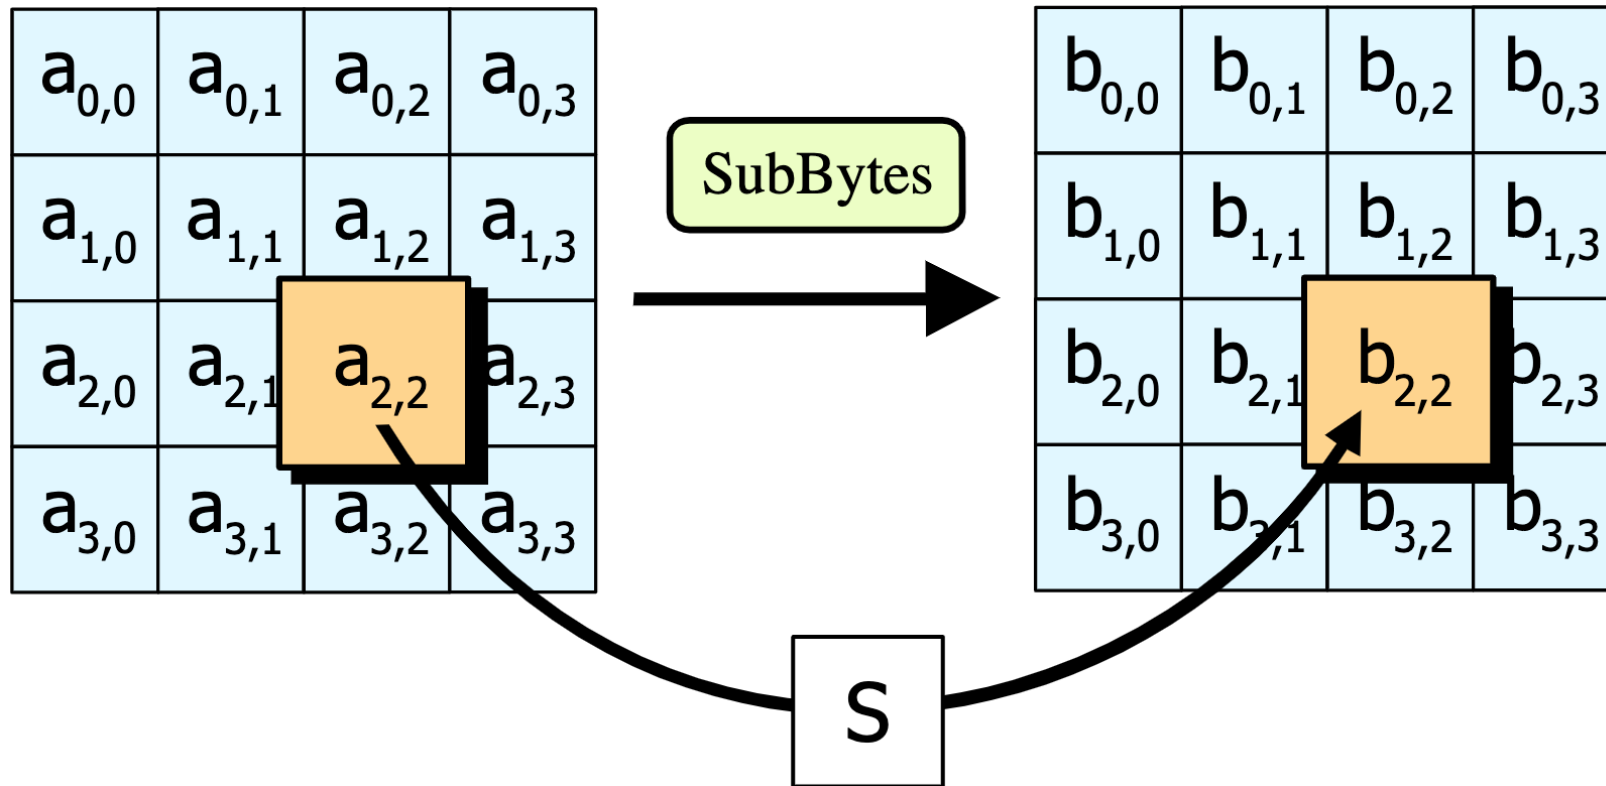 a0,0 a0,1 a0,2 a0,3
a1,0 a1,1 a1,2 a1,3
a2,0 a2,1 a2,2 a2,3
a3,0 a3,1 a3,2 a3,3
SubBytes
b0,0 b0,1 b0,2 b0,3
b1,0 b1,1 b1,2 b1,3
b2,0 b2,1 b2,2 b2,3
b3,0 b3,1 b3,2 b3,3
S